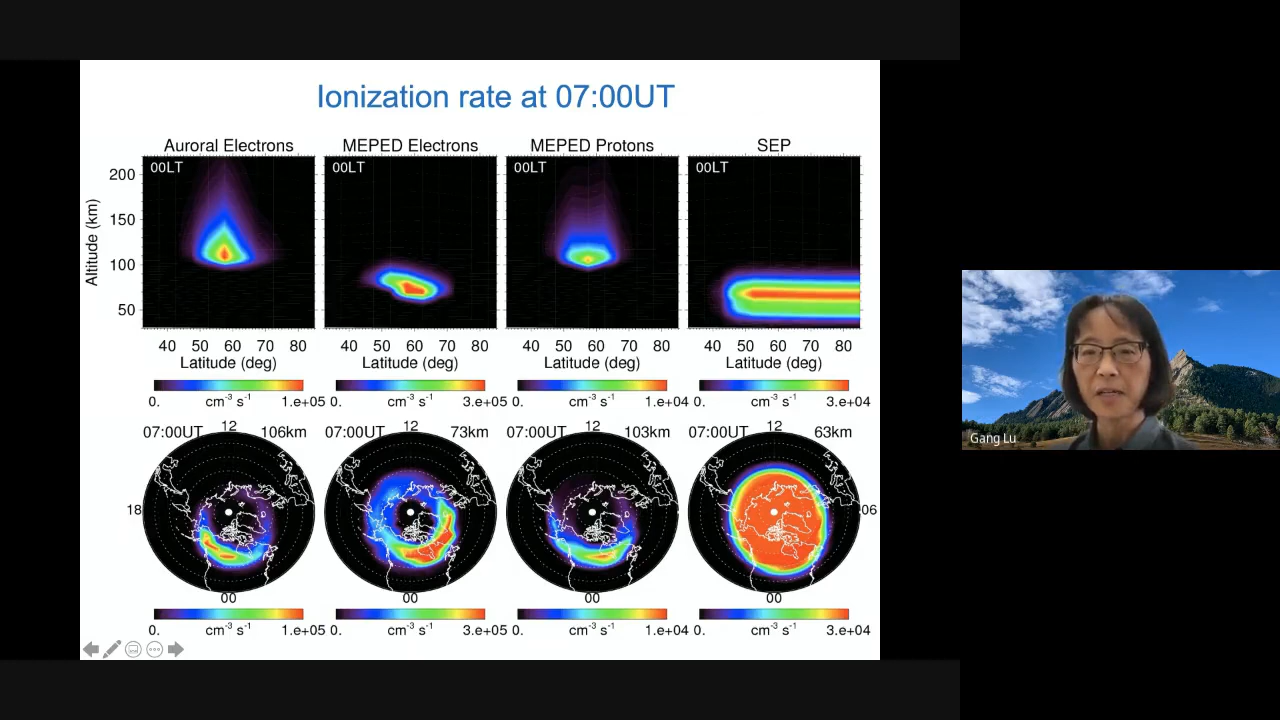 Ionization rate at 07:00UT
Auroral Electrons MEPED Electrons MEPED Protons SEP
00LT 00LT 00LT 00LT
200
150
100
50
Altitude (km)
40 50 60 70 80 40 50 60 70 80 40 50 60 70 80 40 50 60 70 80
Latitude (deg) Latitude (deg) Latitude (deg) Latitude (deg)
0. cm⁻³ s⁻¹ 1.e+05 0. cm⁻³ s⁻¹ 3.e+05 0. cm⁻³ s⁻¹ 1.e+04 0. cm⁻³ s⁻¹ 3.e+04
07:00UT 12 106km 07:00UT 12 73km 07:00UT 12 103km 07:00UT 12 63km
18 06
00 00 00 00
0. cm⁻³ s⁻¹ 1.e+05 0. cm⁻³ s⁻¹ 3.e+05 0. cm⁻³ s⁻¹ 1.e+04 0. cm⁻³ s⁻¹ 3.e+04
Gang Lu